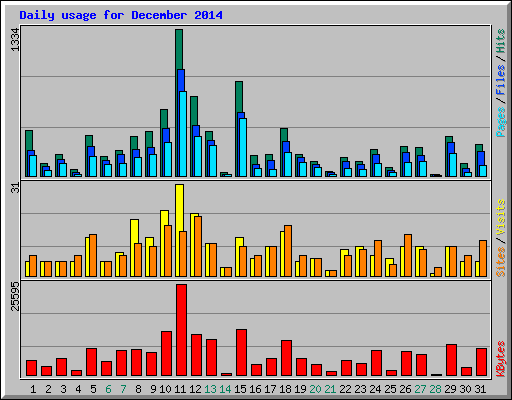 Daily usage for December 2014
1334
Pages / Files / Hits
31
Sites / Visits
25595
KBytes
1 2 3 4 5 6 7 8 9 10 11 12 13 14 15 16 17 18 19 20 21 22 23 24 25 26 27 28 29 30 31